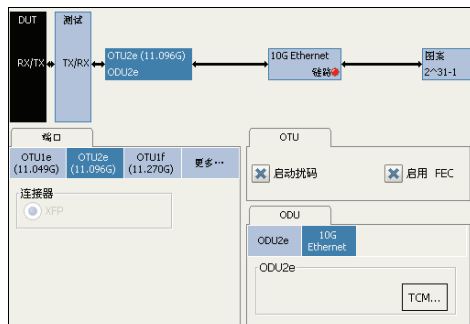 DUT
测试
RX/TX
TX/RX
OTU2e (11.096G)
ODU2e
10G Ethernet
链路
图案
2^31-1
端口
OTU1e
(11.049G)
OTU2e
(11.096G)
OTU1f
(11.270G)
更多…
连接器
XFP
OTU
启动扰码
启用 FEC
ODU
ODU2e
10G
Ethernet
ODU2e
TCM...